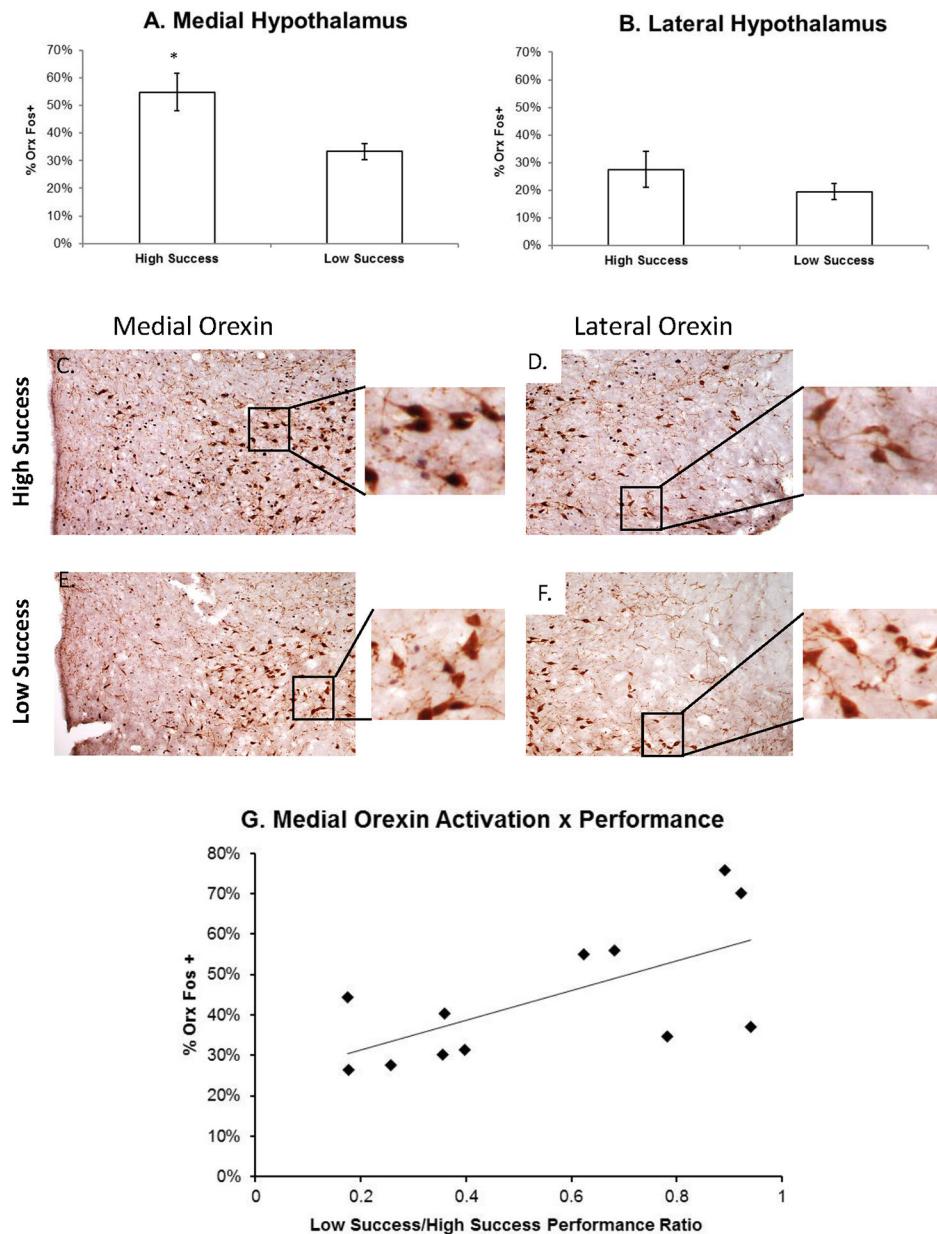 A. Medial Hypothalamus
70%
60%
50%
40%
30%
20%
10%
0%
% Orx Fos+
*
High Success
Low Success
B. Lateral Hypothalamus
70%
60%
50%
40%
30%
20%
10%
0%
% Orx Fos+
High Success
Low Success
Medial Orexin
Lateral Orexin
High Success
C.
D.
Low Success
E.
F.
G. Medial Orexin Activation x Performance
80%
70%
60%
50%
40%
30%
20%
10%
0%
% Orx Fos +
0 0.2 0.4 0.6 0.8 1
Low Success/High Success Performance Ratio